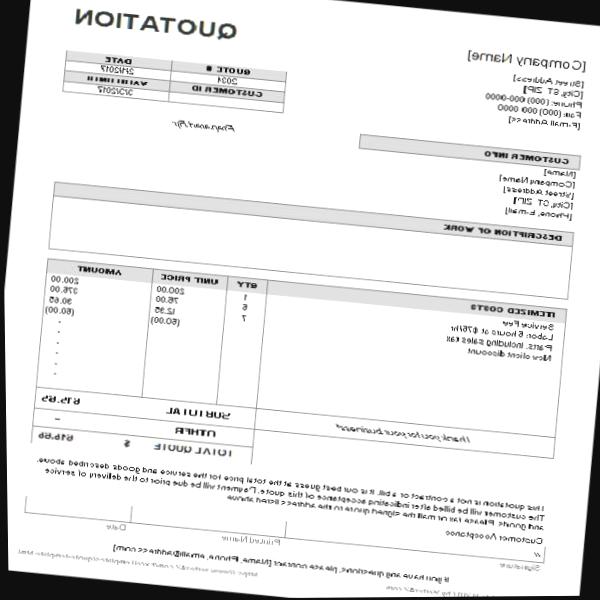 QUOTATION
[Company Name]
[Street Address]
[City, ST ZIP]
Phone: (000) 000-0000
Fax: (000) 000 0000
[E-mail Address]
QUOTE # DATE
2021 2/1/2017
CUSTOMER ID VALID UNTIL
3/3/2017
CUSTOMER INFO
[Name]
[Company Name]
[Street Address]
[City, ST ZIP]
[Phone, E-mail]
DESCRIPTION OF WORK
ITEMIZED COSTS QTY UNIT PRICE AMOUNT
Service Fee 1 200.00 200.00
Labor: 5 hours at $75/hr 5 75.00 375.00
Parts, including sales tax 7 12.95 90.65
New client discount (50.00) (50.00)
-
-
-
-
-
Thank you for your business! SUBTOTAL 615.65
OTHER -
TOTAL QUOTE $ 615.65
This quotation is not a contract or a bill. It is our best guess at the total price for the service and goods described above.
The customer will be billed after indicating acceptance of this quote. Payment will be due prior to the delivery of service
and goods. Please fax or mail the signed quote to the address listed above
Customer Acceptance
//
Signature Printed Name Date
If you have any questions, please contact [Name, Phone, email@address.com]